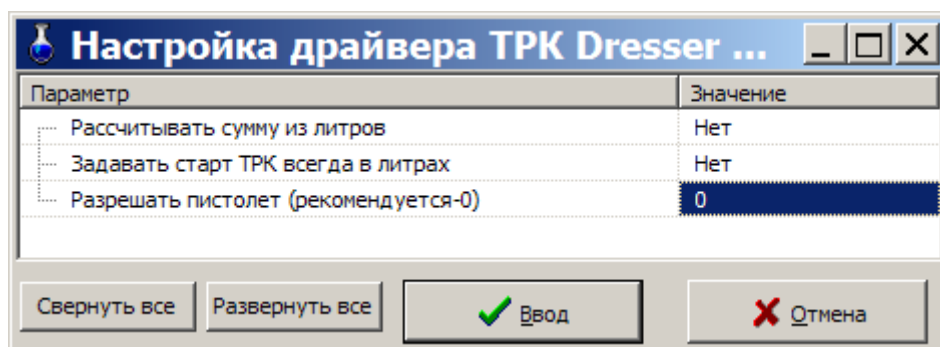 Настройка драйвера ТРК Dresser ...
Параметр Значение
Рассчитывать сумму из литров Нет
Задавать старт ТРК всегда в литрах Нет
Разрешать пистолет (рекомендуется-0) 0
Свернуть все Развернуть все Ввод Отмена